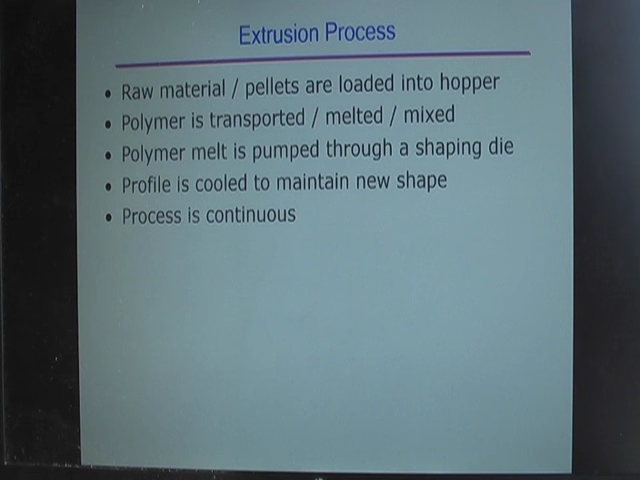 Extrusion Process
• Raw material / pellets are loaded into hopper
• Polymer is transported / melted / mixed
• Polymer melt is pumped through a shaping die
• Profile is cooled to maintain new shape
• Process is continuous